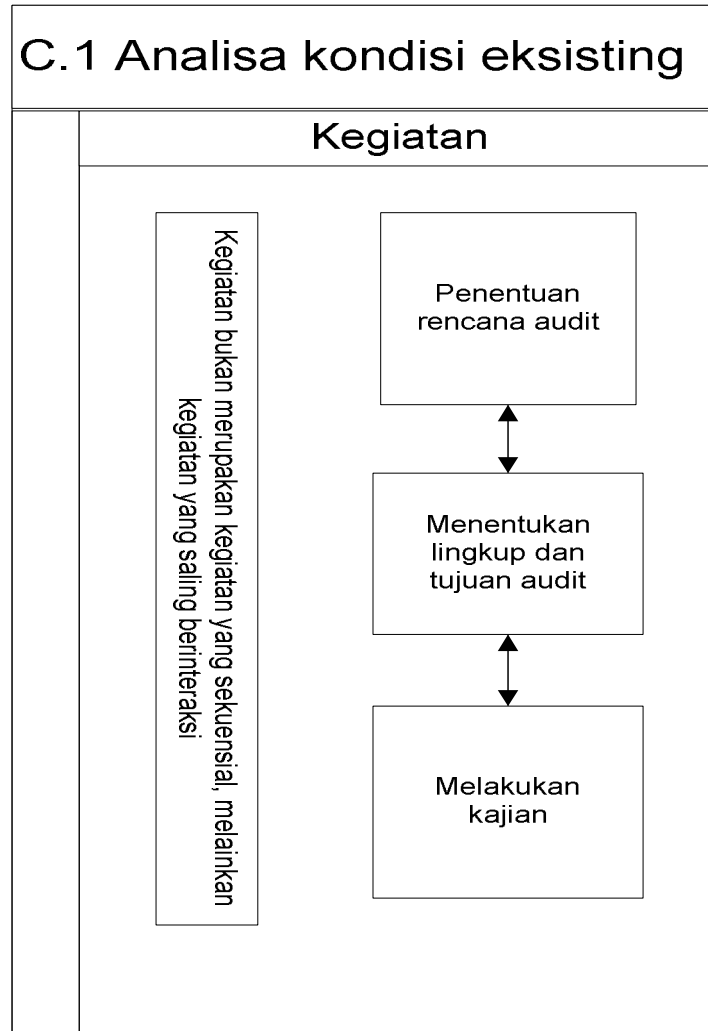 C.1 Analisa kondisi eksisting
Kegiatan
Kegiatan bukan merupakan kegiatan yang sekuensial, melainkan
kegiatan yang saling berinteraksi
Penentuan
rencana audit
Menentukan
lingkup dan
tujuan audit
Melakukan
kajian